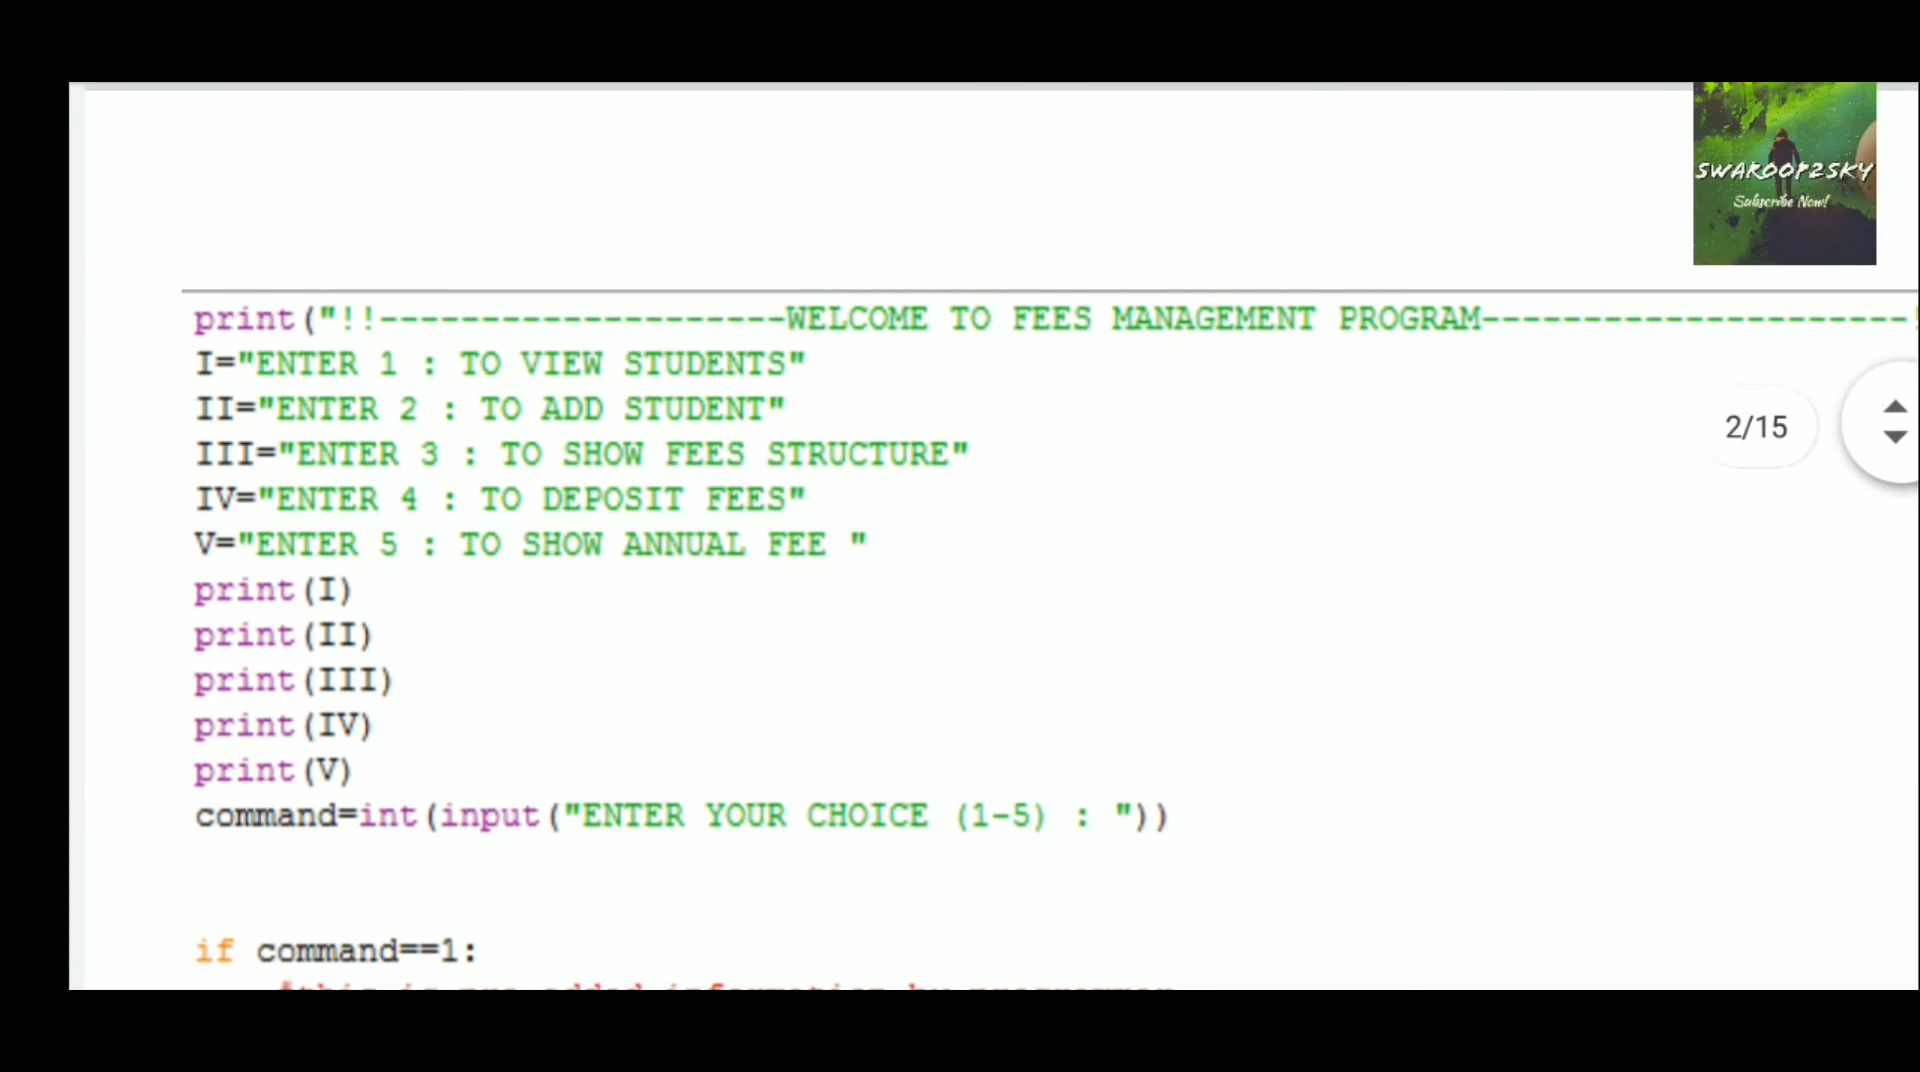 SWAROOP2SKY
Subscribe Now!
print("!!--------------------WELCOME TO FEES MANAGEMENT PROGRAM---------------------!
I="ENTER 1 : TO VIEW STUDENTS"
II="ENTER 2 : TO ADD STUDENT"
2/15
III="ENTER 3 : TO SHOW FEES STRUCTURE"
IV="ENTER 4 : TO DEPOSIT FEES"
V="ENTER 5 : TO SHOW ANNUAL FEE "
print(I)
print(II)
print(III)
print(IV)
print(V)
command=int(input("ENTER YOUR CHOICE (1-5) : "))
if command==1: